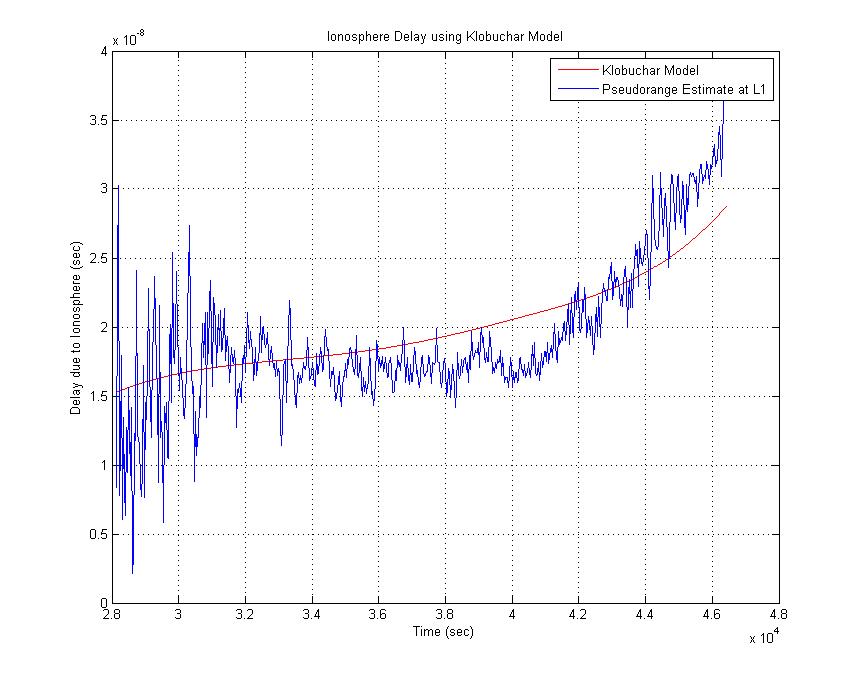 Ionosphere Delay using Klobuchar Model
x 10^-8
Klobuchar Model
Pseudorange Estimate at L1
4
3.5
3
2.5
2
1.5
1
0.5
0
Delay due to Ionosphere (sec)
2.8 3 3.2 3.4 3.6 3.8 4 4.2 4.4 4.6 4.8
Time (sec)
x 10^4